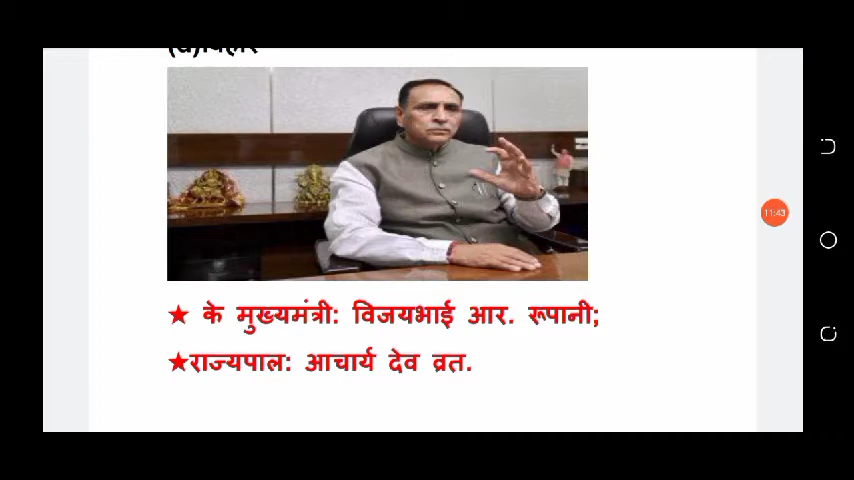 (d)बिहार
★ के मुख्यमंत्री: विजयभाई आर. रूपानी;
★राज्यपाल: आचार्य देव व्रत.
11:43